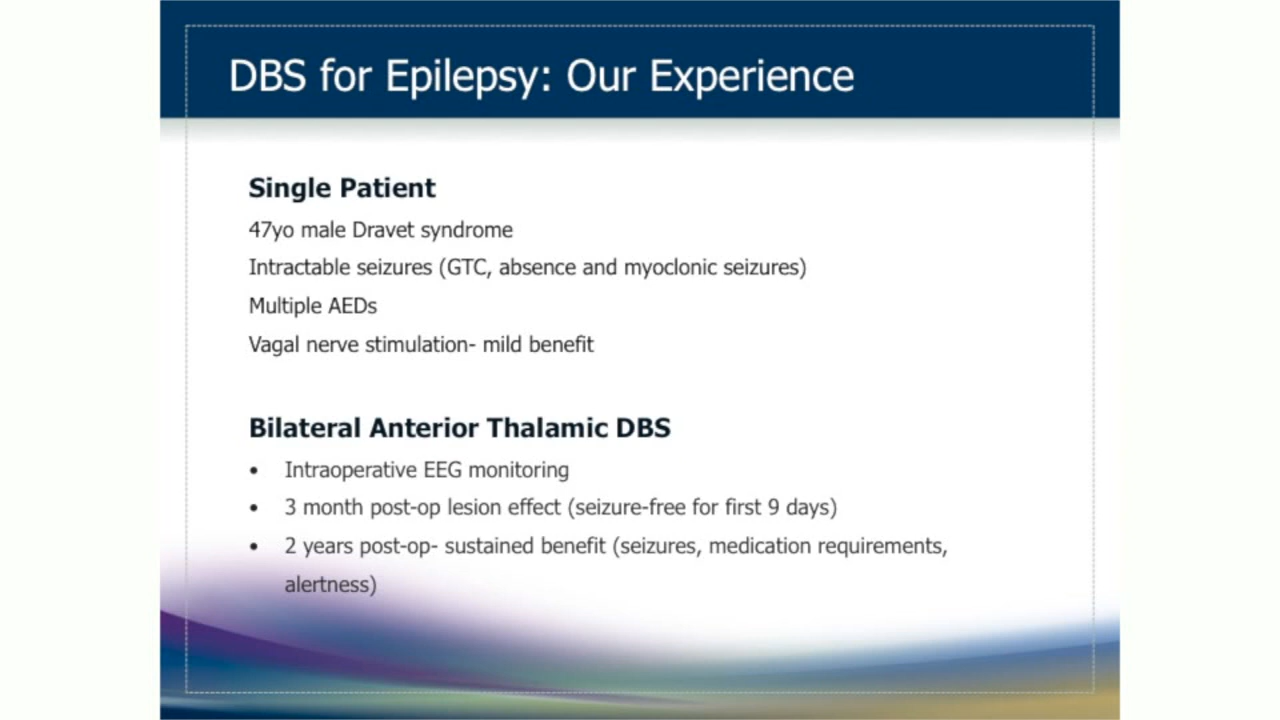 DBS for Epilepsy: Our Experience
Single Patient
47yo male Dravet syndrome
Intractable seizures (GTC, absence and myoclonic seizures)
Multiple AEDs
Vagal nerve stimulation- mild benefit
Bilateral Anterior Thalamic DBS
• Intraoperative EEG monitoring
• 3 month post-op lesion effect (seizure-free for first 9 days)
• 2 years post-op- sustained benefit (seizures, medication requirements,
alertness)